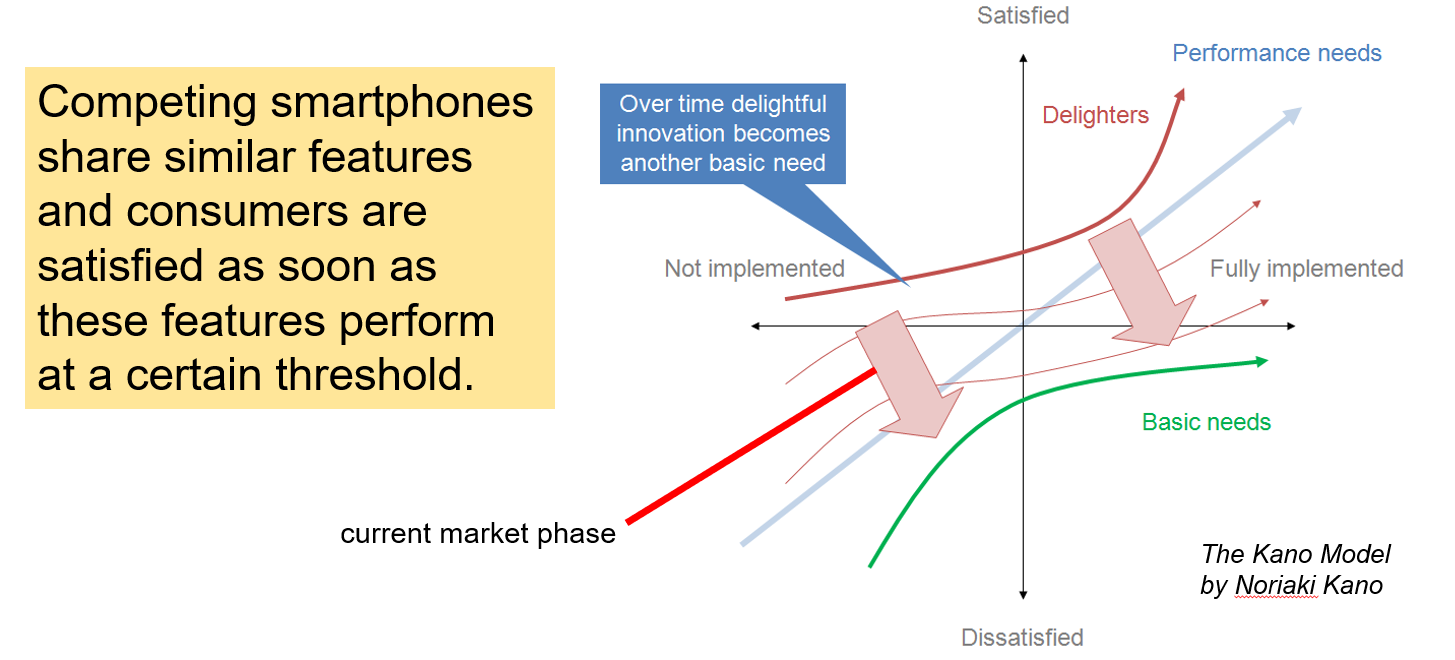 Competing smartphones
share similar features
and consumers are
satisfied as soon as
these features perform
at a certain threshold.
Satisfied
Performance needs
Over time delightful
innovation becomes
another basic need
Delighters
Not implemented
Fully implemented
Basic needs
current market phase
The Kano Model
by Noriaki Kano
Dissatisfied